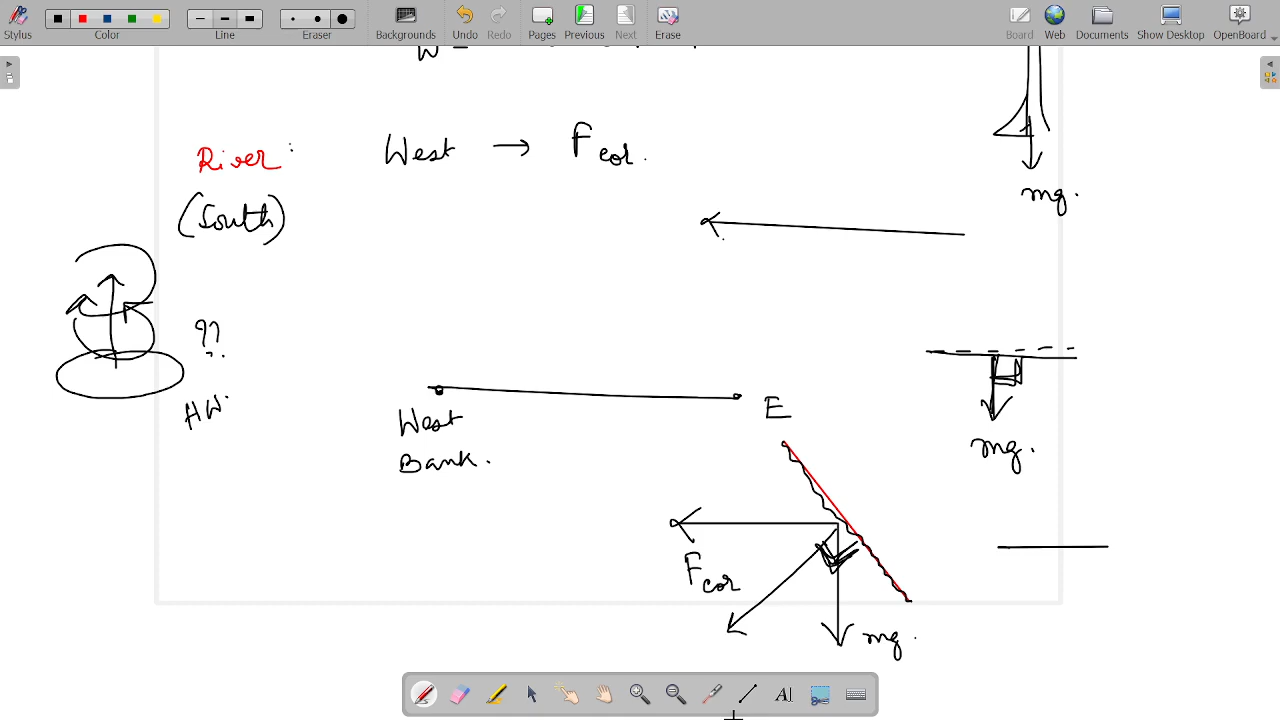 Stylus
Color
Line
Eraser
Backgrounds
Undo
Redo
Pages
Previous
Next
Erase
Board
Web
Documents
Show Desktop
OpenBoard
River :
West → Fcor.
(South)
mg.
??
HW.
West
Bank.
E
mg.
Fcor
mg.